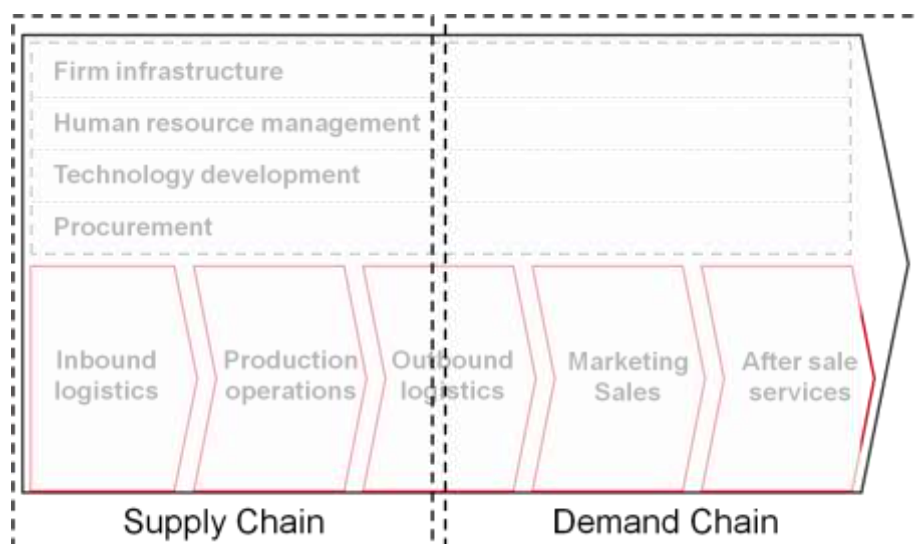 Firm infrastructure
Human resource management
Technology development
Procurement
Inbound
logistics
Production
operations
Outbound
logistics
Marketing
Sales
After sale
services
Supply Chain
Demand Chain